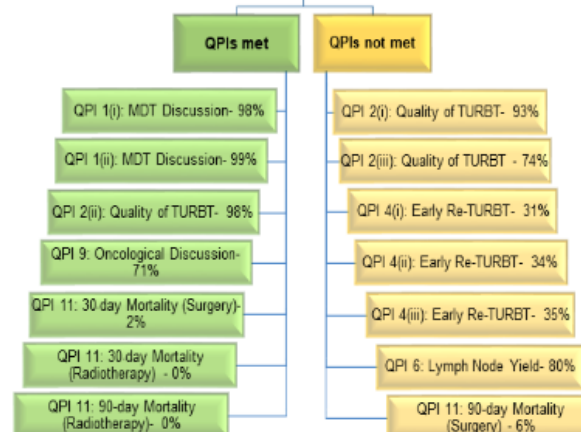 QPIs met
QPIs not met
QPI 1(i): MDT Discussion- 98%
QPI 1(ii): MDT Discussion- 99%
QPI 2(ii): Quality of TURBT- 98%
QPI 9: Oncological Discussion-
71%
QPI 11: 30-day Mortality (Surgery)-
2%
QPI 11: 30-day Mortality
(Radiotherapy) - 0%
QPI 11: 90-day Mortality
(Radiotherapy)- 0%
QPI 2(i): Quality of TURBT- 93%
QPI 2(iii): Quality of TURBT - 74%
QPI 4(i): Early Re-TURBT- 31%
QPI 4(ii): Early Re-TURBT- 34%
QPI 4(iii): Early Re-TURBT- 35%
QPI 6: Lymph Node Yield- 80%
QPI 11: 90-day Mortality
(Surgery) - 6%